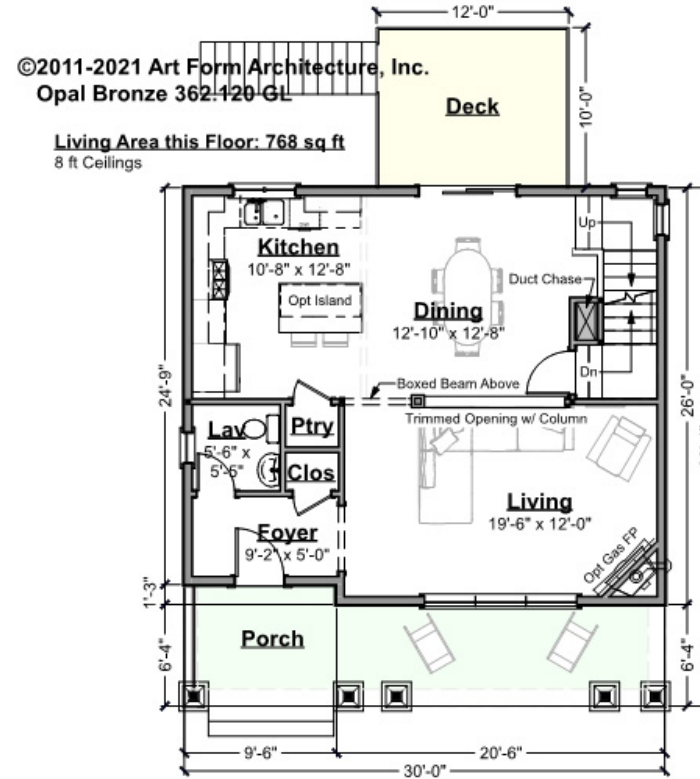 12'-0"
©2011-2021 Art Form Architecture, Inc.
Opal Bronze 362.120 GL
Deck
10'-0"
Living Area this Floor: 768 sq ft
8 ft Ceilings
Up
Kitchen
10'-8" x 12'-8"
Duct Chase
Opt Island
Dining
12'-10" x 12'-8"
24'-9"
26'-0"
Dn
Boxed Beam Above
Trimmed Opening w/ Column
Lav
5'-6" x
5'-5"
Ptry
Clos
Living
19'-6" x 12'-0"
Foyer
9'-2" x 5'-0"
Opt Gas FP
1'-3"
Porch
6'-4"
6'-4"
9'-6"
20'-6"
30'-0"